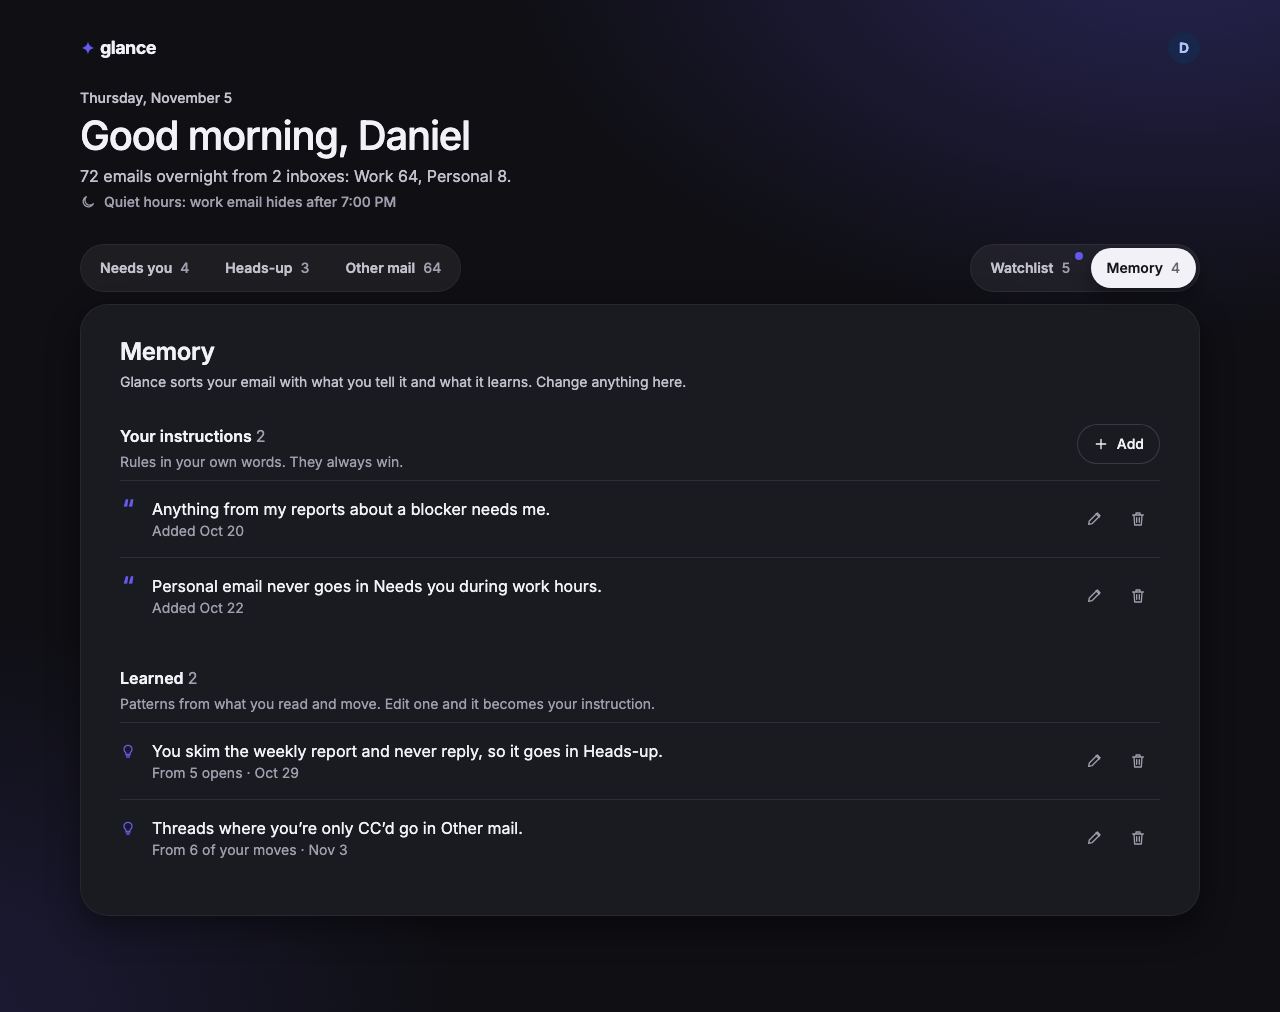 glance
D
Thursday, November 5
Good morning, Daniel
72 emails overnight from 2 inboxes: Work 64, Personal 8.
Quiet hours: work email hides after 7:00 PM
Needs you 4
Heads-up 3
Other mail 64
Watchlist 5
Memory 4
Memory
Glance sorts your email with what you tell it and what it learns. Change anything here.
Your instructions 2
Rules in your own words. They always win.
+ Add
" Anything from my reports about a blocker needs me.
Added Oct 20
" Personal email never goes in Needs you during work hours.
Added Oct 22
Learned 2
Patterns from what you read and move. Edit one and it becomes your instruction.
You skim the weekly report and never reply, so it goes in Heads-up.
From 5 opens · Oct 29
Threads where you’re only CC’d go in Other mail.
From 6 of your moves · Nov 3